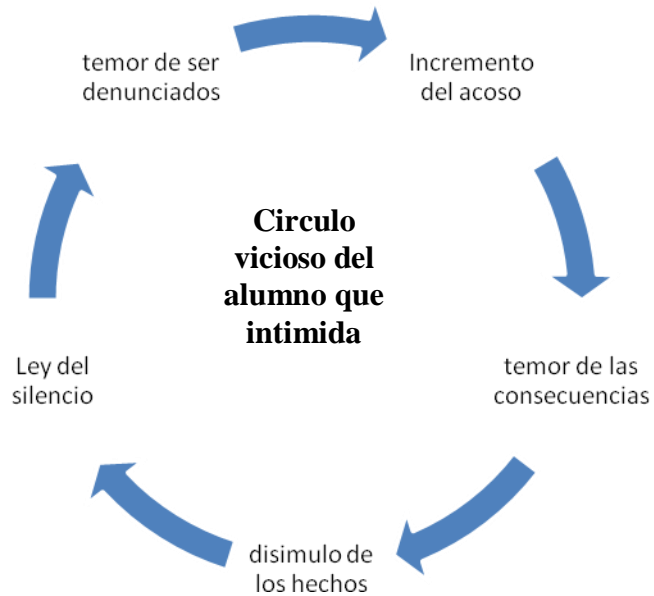 temor de ser
denunciados
Incremento
del acoso
Circulo
vicioso del
alumno que
intimida
Ley del
silencio
temor de las
consecuencias
disimulo de
los hechos